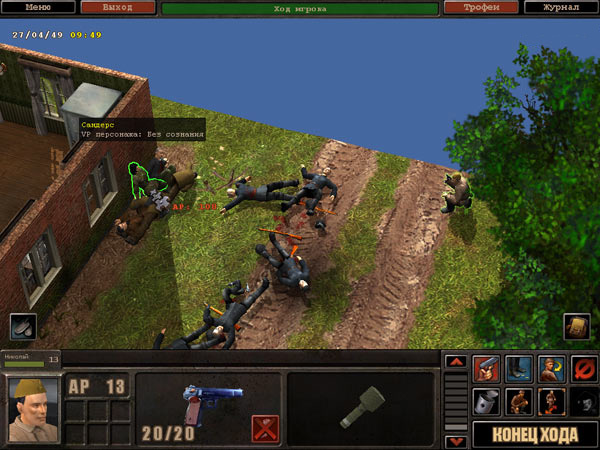 Меню
Выход
Ход игрока
Трофеи
Журнал
27/04/49 09:49
Сандерс
VP персонажа: Без сознания
Николай 13
AP 13
20/20
КОНЕЦ ХОДА